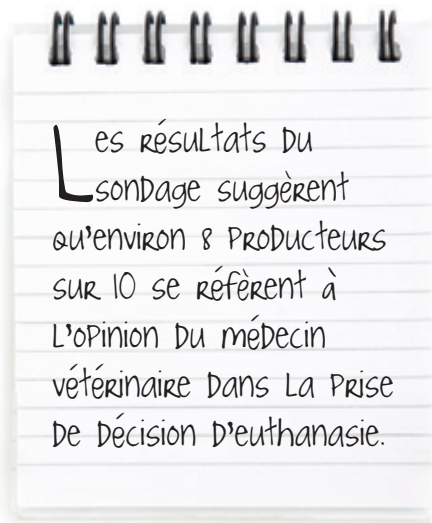 Les résultats du
sondage suggèrent
qu'environ 8 producteurs
sur 10 se réfèrent à
l'opinion du médecin
vétérinaire dans la prise
de décision d'euthanasie.